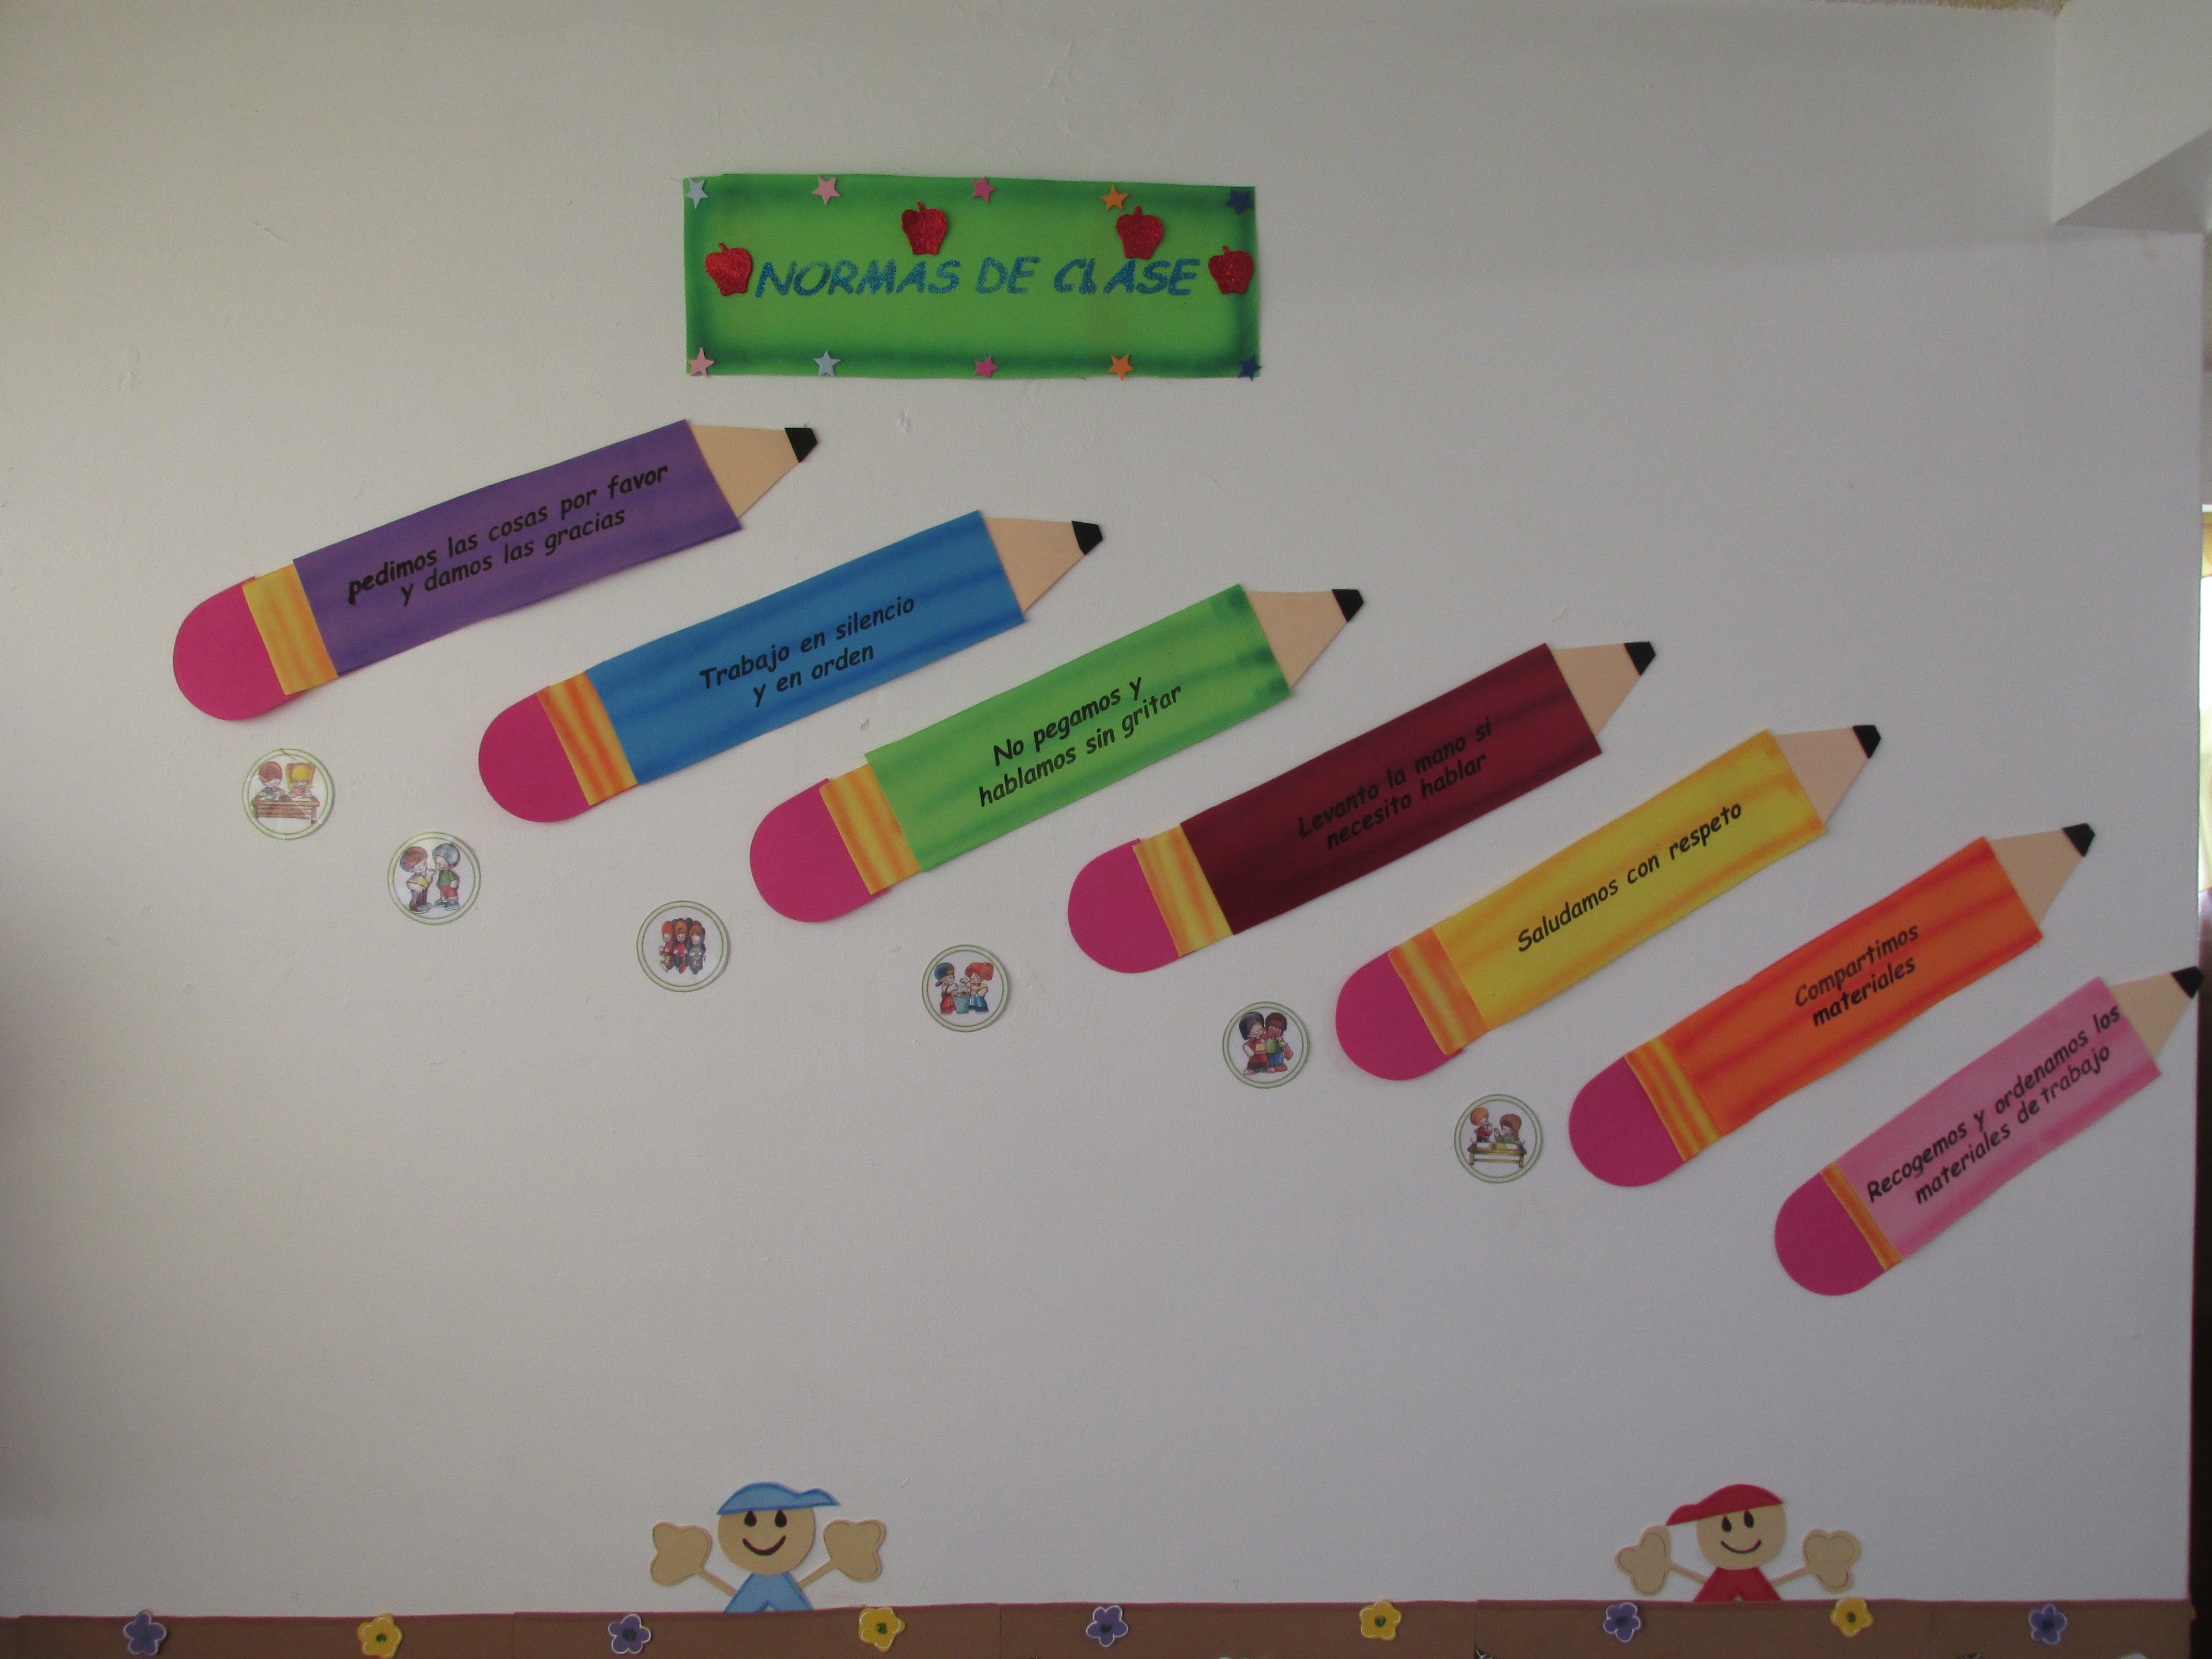 NORMAS DE CLASE
pedimos las cosas por favor
y damos las gracias
Trabajo en silencio
y en orden
No pegamos y
hablamos sin gritar
Levanto la mano si
necesito hablar
Saludamos con respeto
Compartimos
materiales
Recogemos y ordenamos los
materiales de trabajo